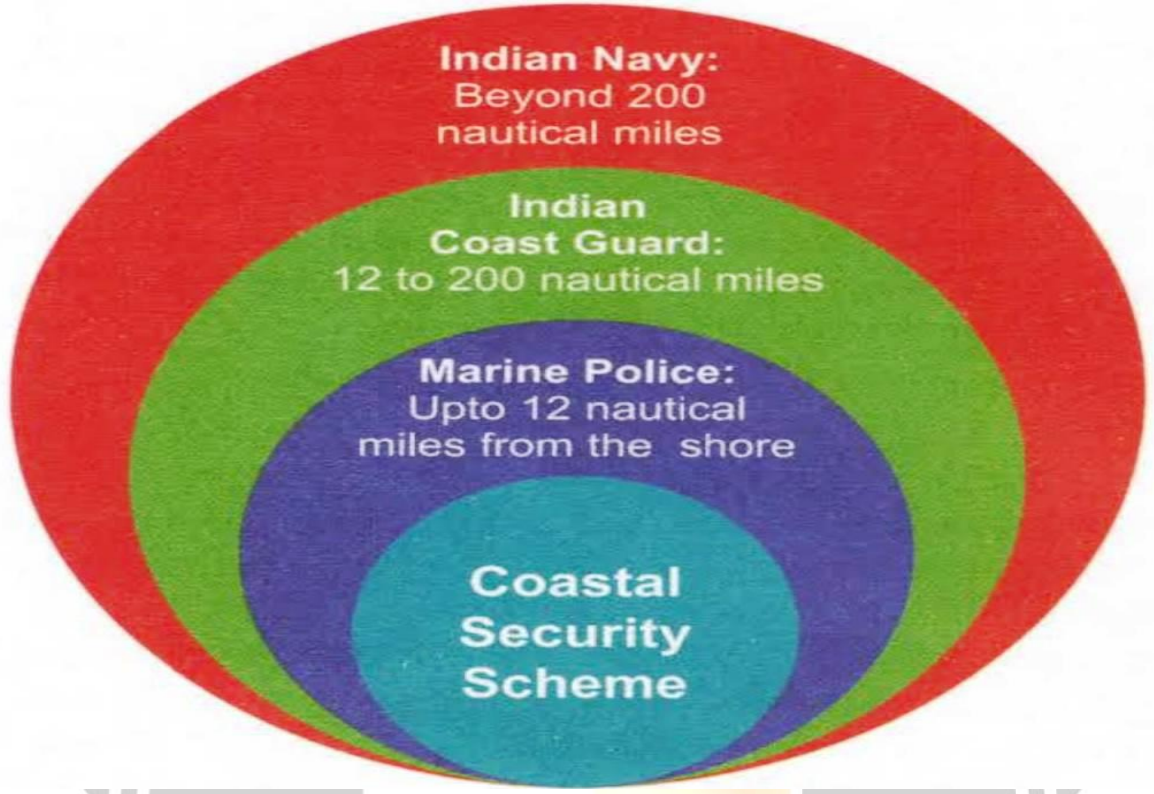 Indian Navy:
Beyond 200
nautical miles
Indian
Coast Guard:
12 to 200 nautical miles
Marine Police:
Upto 12 nautical
miles from the shore
Coastal
Security
Scheme